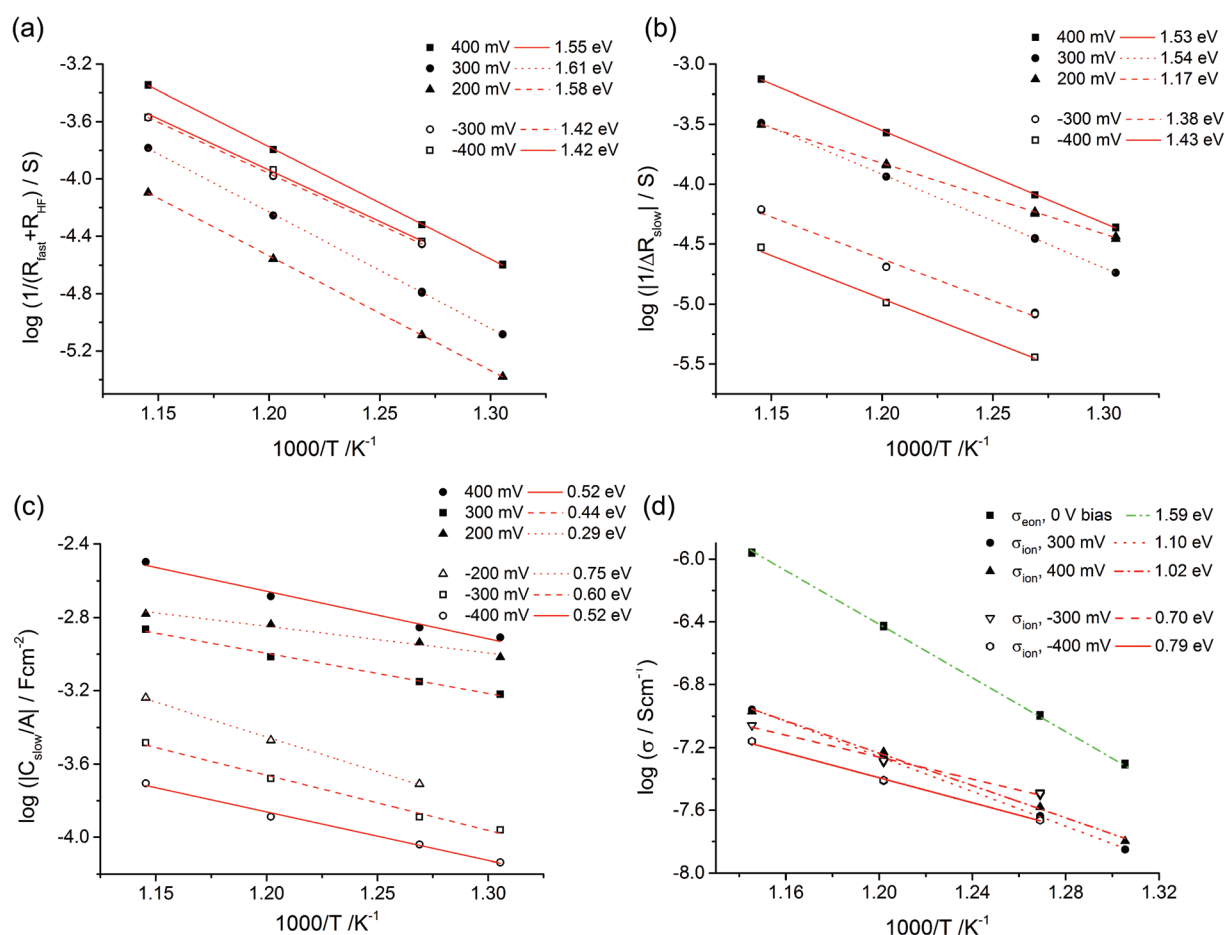 (a)
400 mV 1.55 eV
300 mV 1.61 eV
200 mV 1.58 eV
-300 mV 1.42 eV
-400 mV 1.42 eV
-3.2
-3.6
-4.0
-4.4
-4.8
-5.2
log (1/(R_fast+R_HF) / S)
1.15 1.20 1.25 1.30
1000/T /K⁻¹
(b)
400 mV 1.53 eV
300 mV 1.54 eV
200 mV 1.17 eV
-300 mV 1.38 eV
-400 mV 1.43 eV
-3.0
-3.5
-4.0
-4.5
-5.0
-5.5
log (|1/ΔR_slow| / S)
1.15 1.20 1.25 1.30
1000/T /K⁻¹
(c)
400 mV 0.52 eV
300 mV 0.44 eV
200 mV 0.29 eV
-200 mV 0.75 eV
-300 mV 0.60 eV
-400 mV 0.52 eV
-2.4
-2.8
-3.2
-3.6
-4.0
log (|C_slow/A| / Fcm⁻²)
1.15 1.20 1.25 1.30
1000/T /K⁻¹
(d)
σ_eon, 0 V bias 1.59 eV
σ_ion, 300 mV 1.10 eV
σ_ion, 400 mV 1.02 eV
σ_ion, -300 mV 0.70 eV
σ_ion, -400 mV 0.79 eV
-6.0
-6.4
-6.8
-7.2
-7.6
-8.0
log (σ / Scm⁻¹)
1.16 1.20 1.24 1.28 1.32
1000/T /K⁻¹